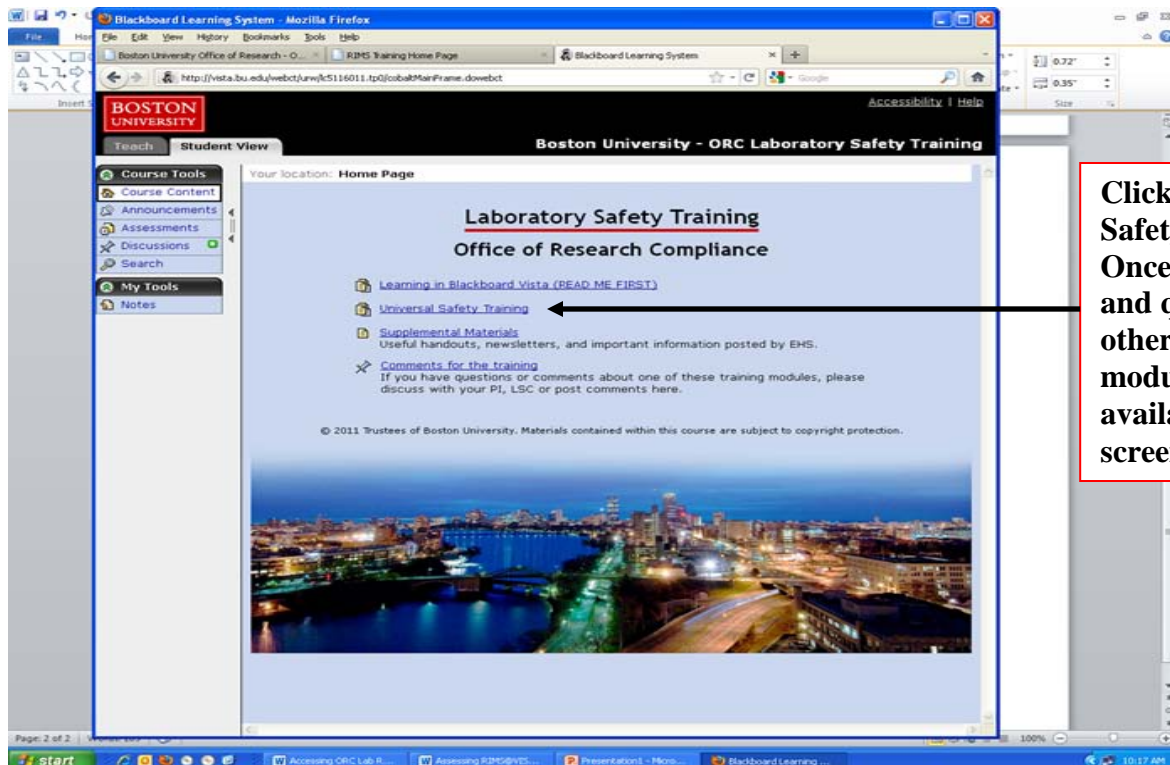 Blackboard Learning System - Mozilla Firefox
File
File Edit View History Bookmarks Tools Help
Boston University Office of Research - O...
RIMS Training Home Page
Blackboard Learning System
http://vista.bu.edu/webct/urw/lc5116011.tp0/cobaltMainFrame.dowebct
Google
0.72"
0.35"
Size
BOSTON
UNIVERSITY
Accessibility | Help
Teach
Student View
Boston University - ORC Laboratory Safety Training
Course Tools
Course Content
Announcements
Assessments
Discussions
Search
My Tools
Notes
Your location: Home Page
Laboratory Safety Training
Office of Research Compliance
Learning in Blackboard Vista (READ ME FIRST)
Universal Safety Training
Supplemental Materials
Useful handouts, newsletters, and important information posted by EHS.
Comments for the training
If you have questions or comments about one of these training modules, please
discuss with your PI, LSC or post comments here.
© 2011 Trustees of Boston University. Materials contained within this course are subject to copyright protection.
Click
Safet
Once
and q
other
modu
availa
scree
Page: 2 of 2
100%
start
Accessing ORC Lab R...
Assessing RIMS@VIS...
Presentation1 - Micro...
Blackboard Learning ...
10:17 AM